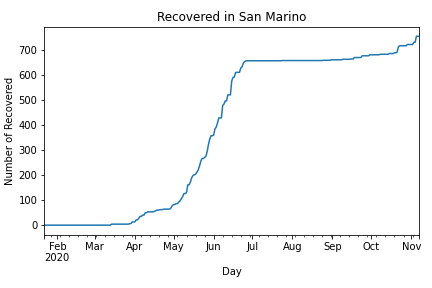 Recovered in San Marino
Number of Recovered
700
600
500
400
300
200
100
0
Feb Mar Apr May Jun Jul Aug Sep Oct Nov
2020
Day